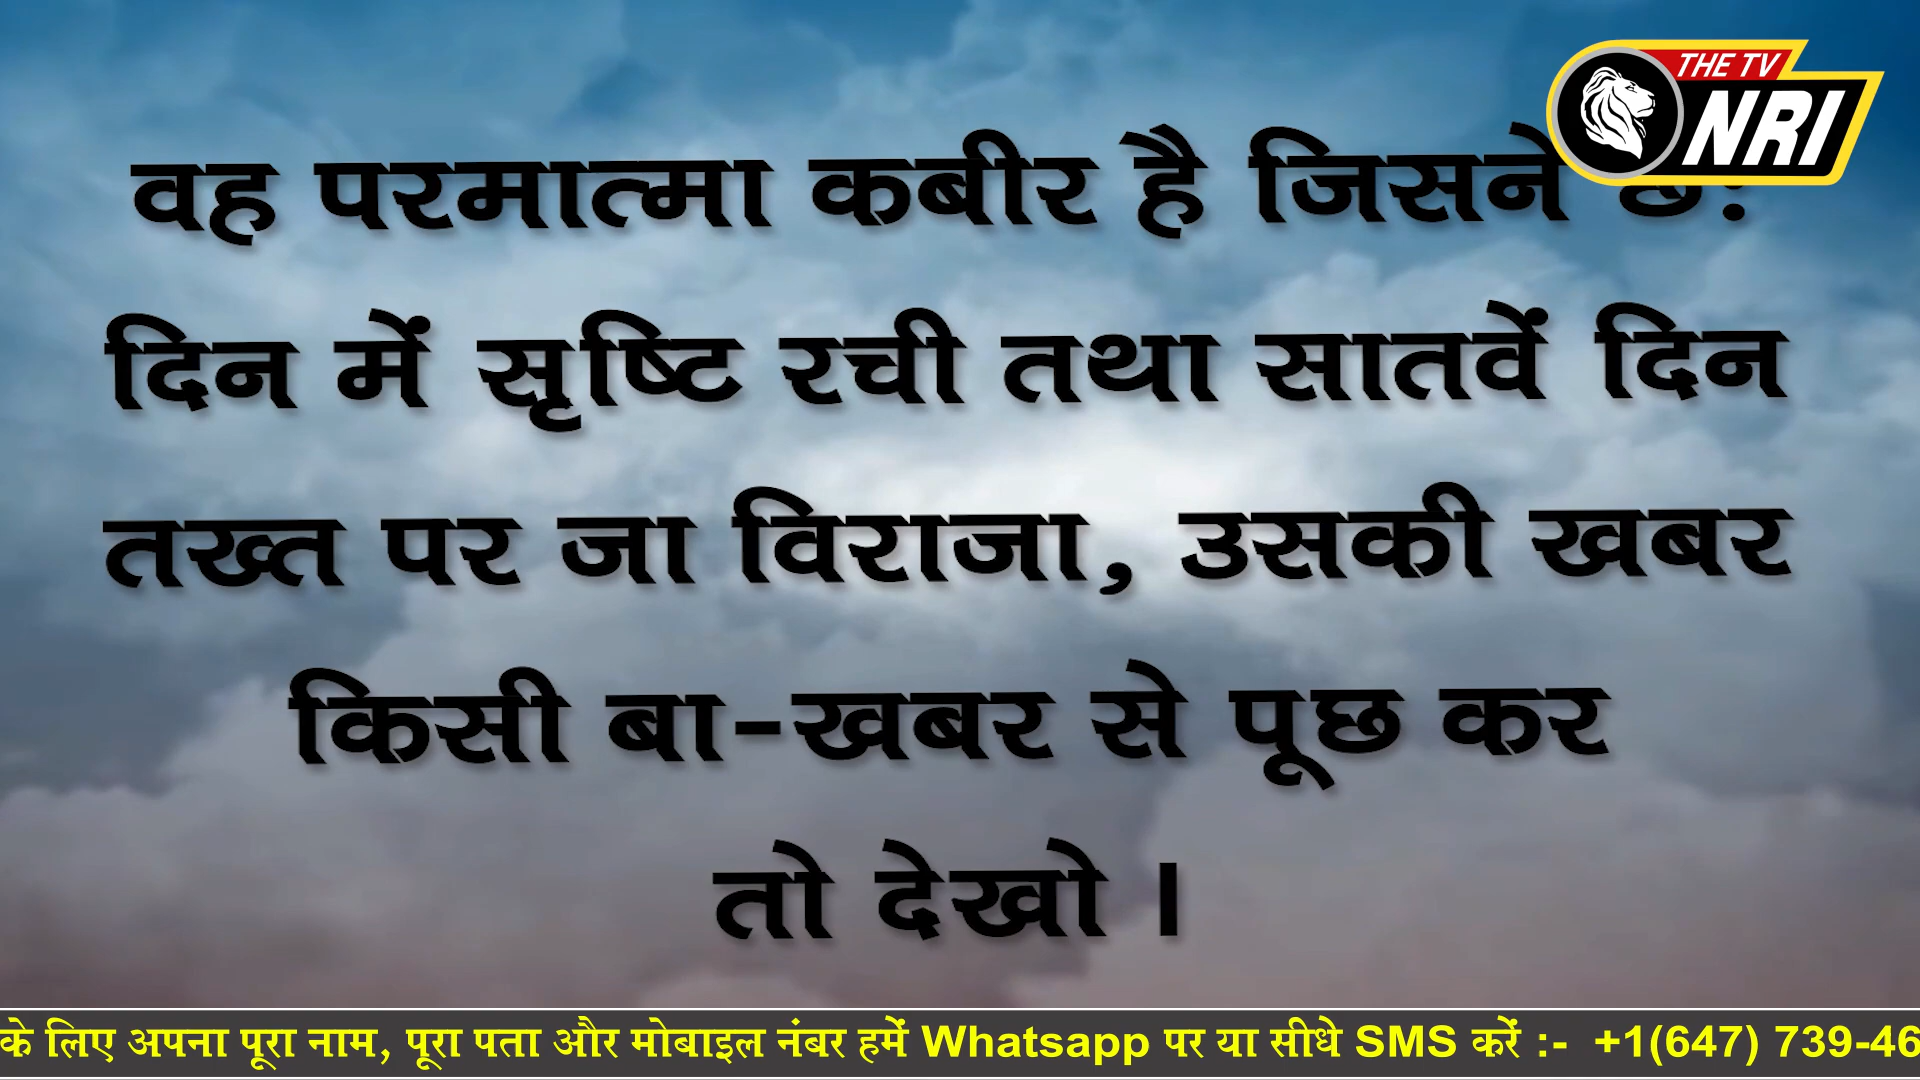 THE TV
NRI
वह परमात्मा कबीर है जिसने छः
दिन में सृष्टि रची तथा सातवें दिन
तख्त पर जा विराजा, उसकी खबर
किसी बा-खबर से पूछ कर
तो देखो ।
के लिए अपना पूरा नाम, पूरा पता और मोबाइल नंबर हमें Whatsapp पर या सीधे SMS करें :- +1(647) 739-46